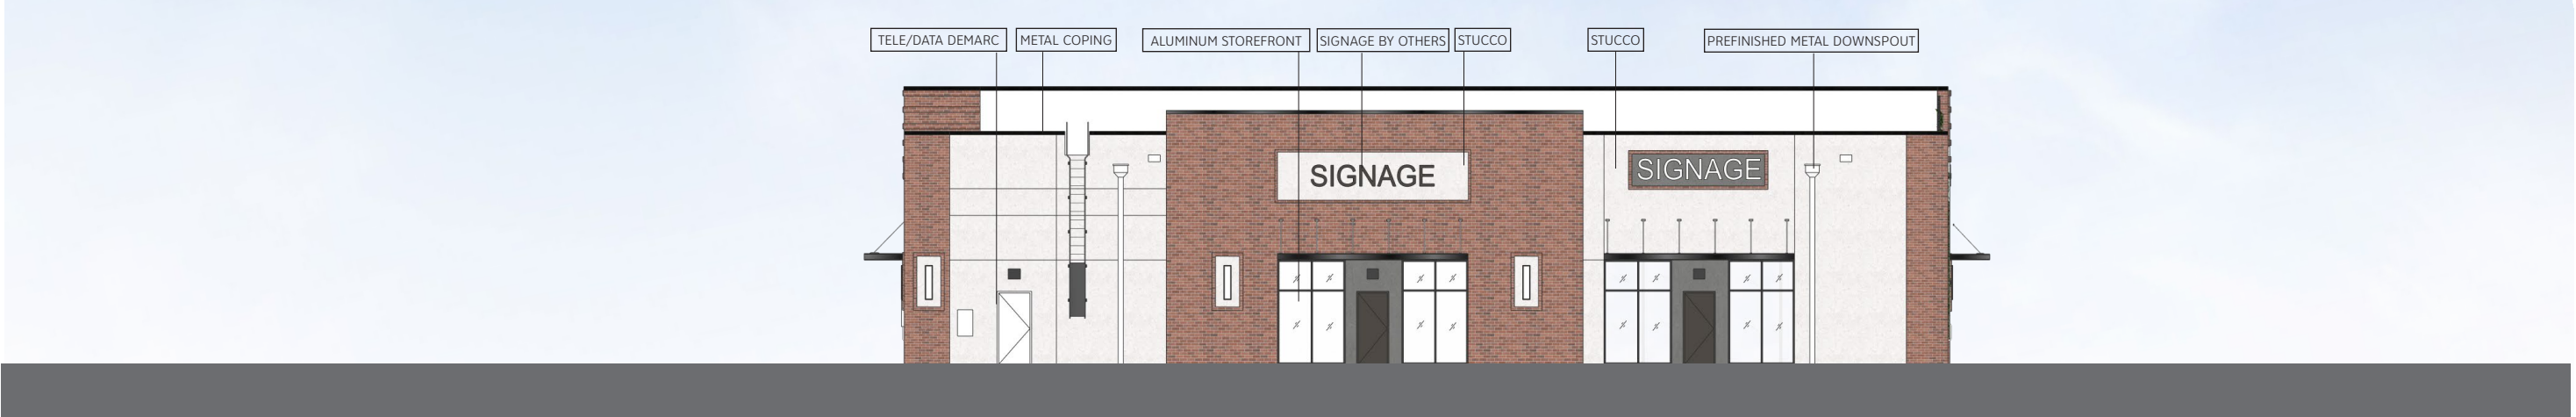 TELE/DATA DEMARC
METAL COPING
ALUMINUM STOREFRONT
SIGNAGE BY OTHERS
STUCCO
STUCCO
PREFINISHED METAL DOWNSPOUT
SIGNAGE
SIGNAGE